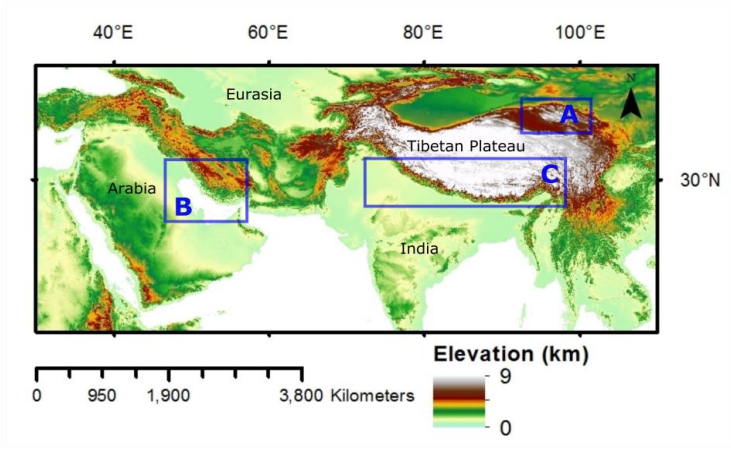 40°E 60°E 80°E 100°E
Eurasia
N
A
Tibetan Plateau
C
Arabia
B
30°N
India
Elevation (km)
9
0
0 950 1,900 3,800 Kilometers